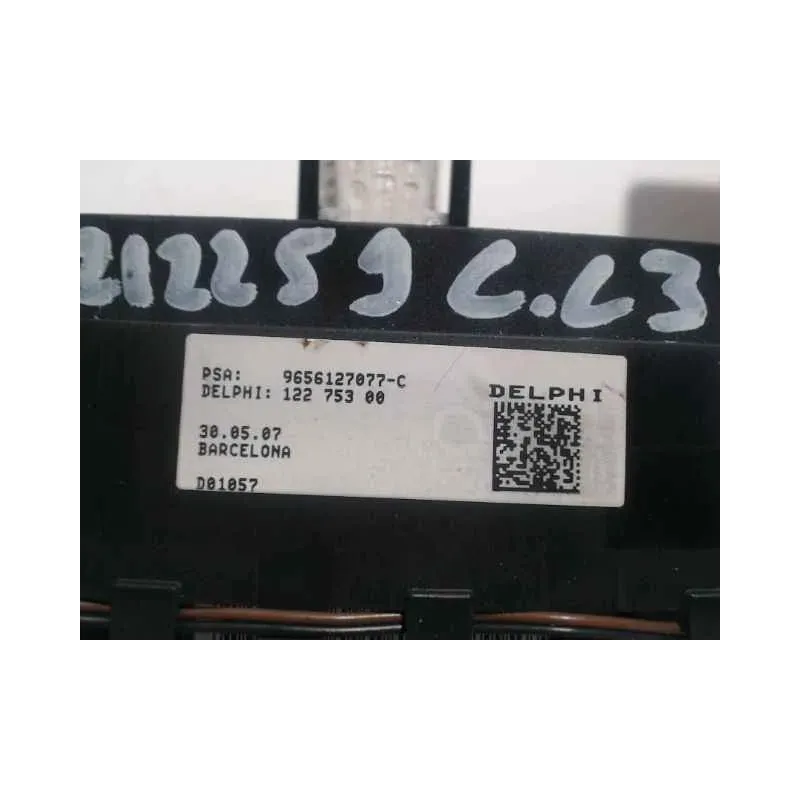 212259 C.C3
PSA: 9656127077-C
DELPHI: 122 753 00
DELPHI
30.05.07
BARCELONA
D01057